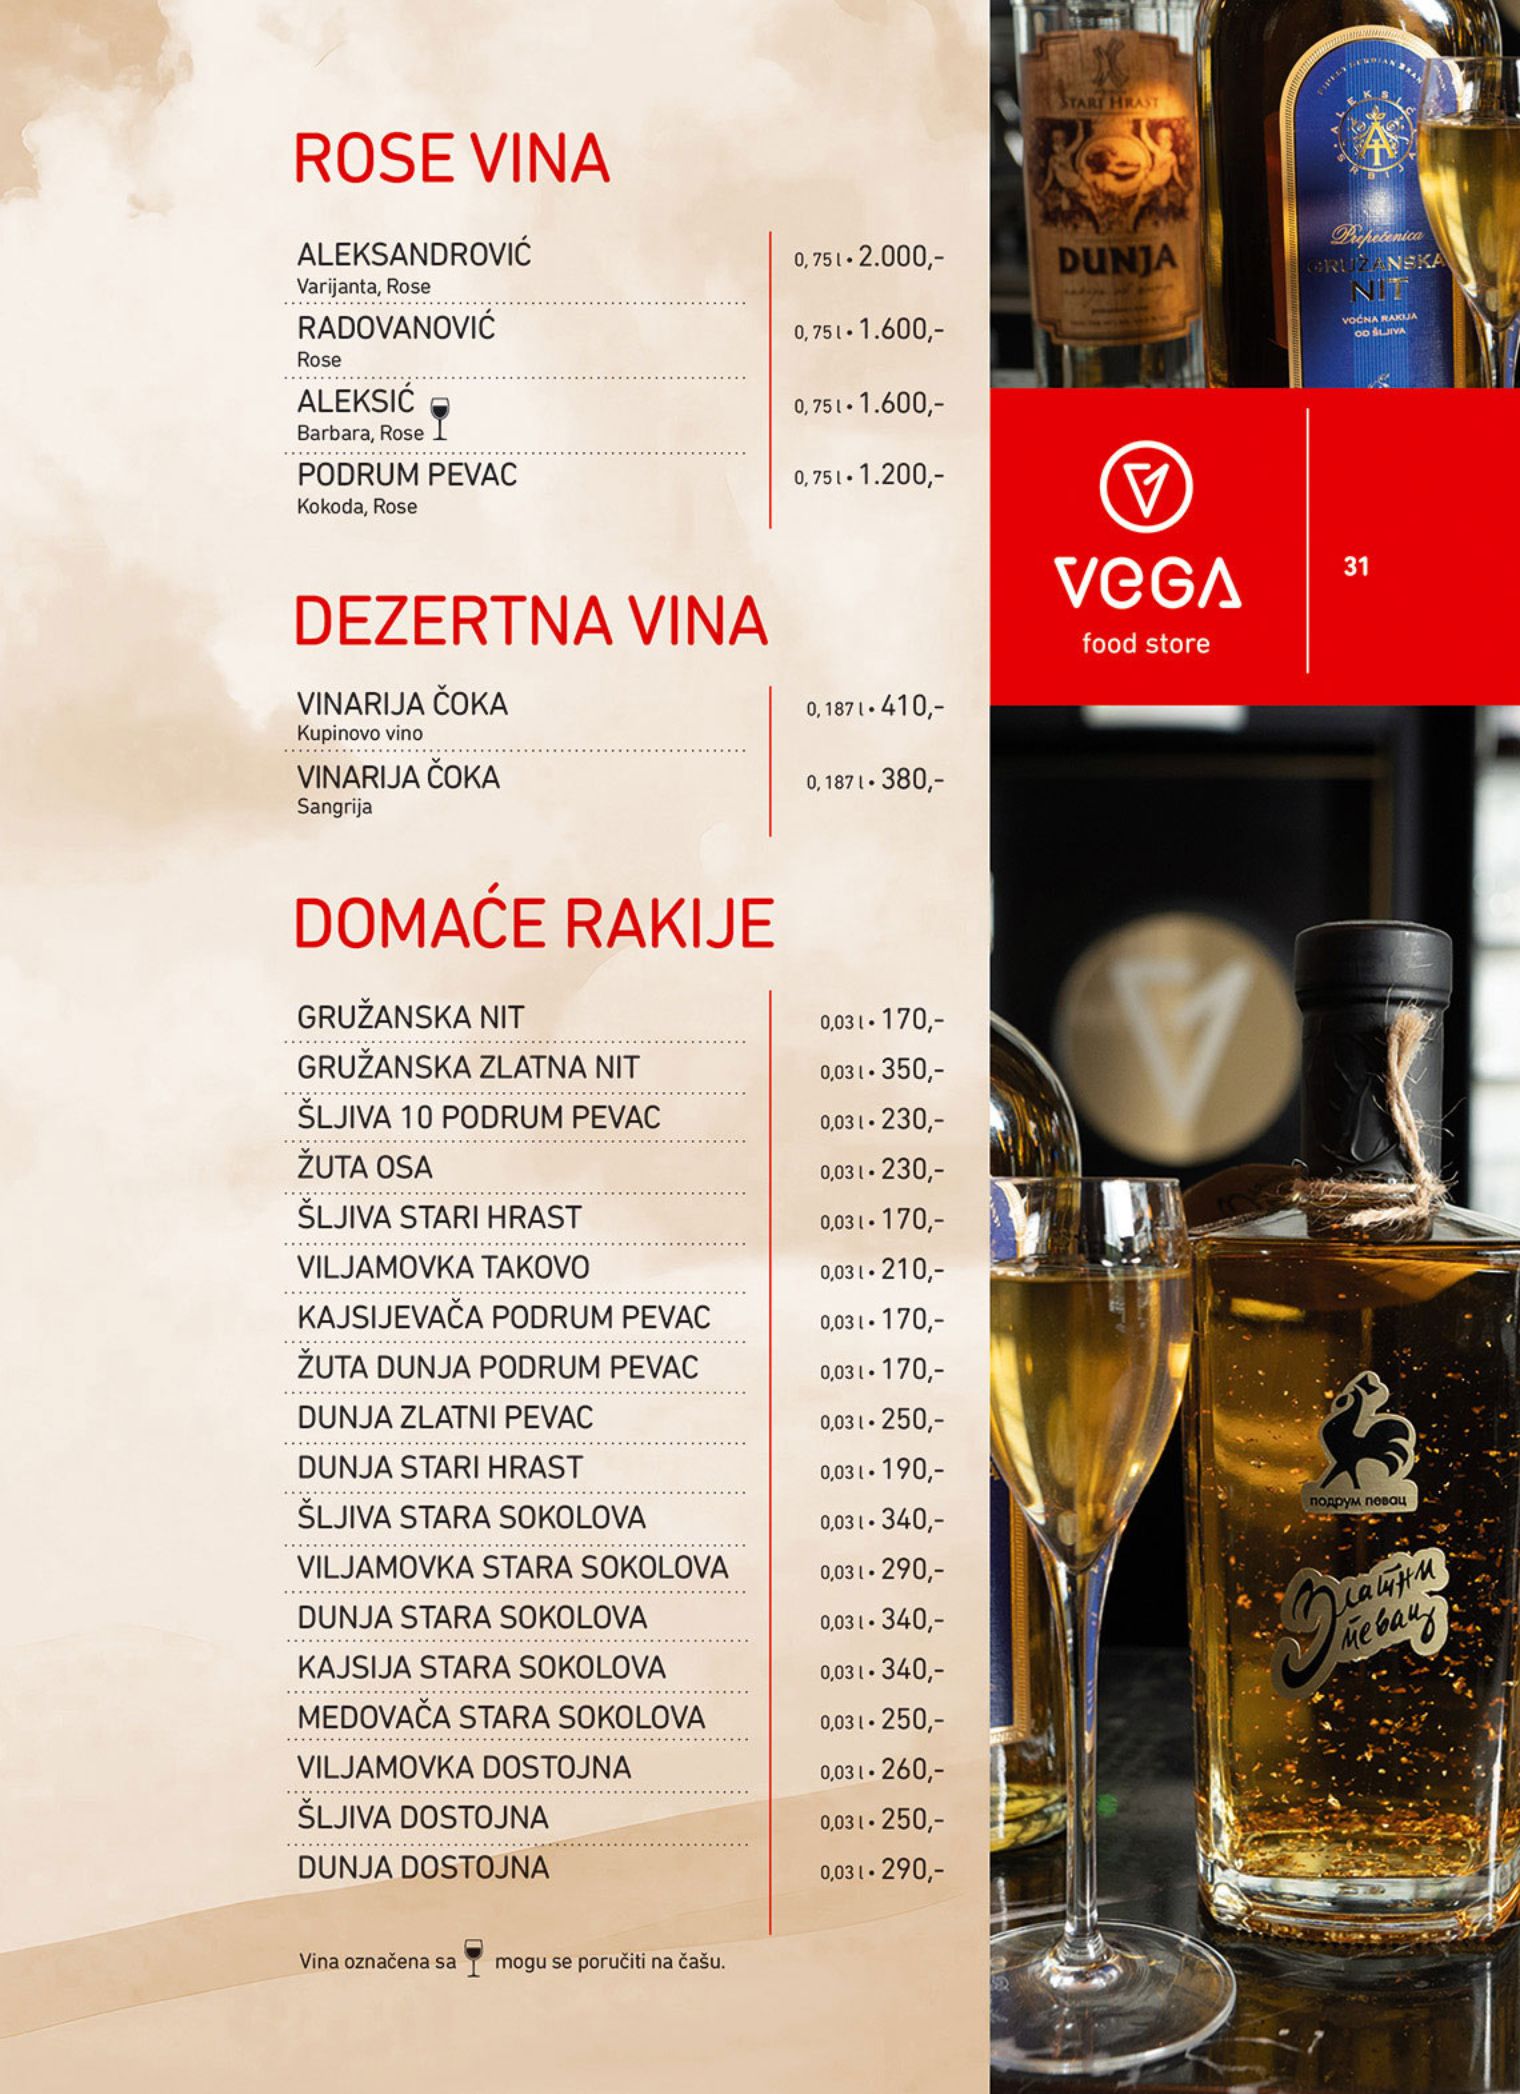 ROSE VINA
ALEKSANDROVIĆ 0,75 l • 2.000,-
Varijanta, Rose
RADOVANOVIĆ 0,75 l • 1.600,-
Rose
ALEKSIĆ 0,75 l • 1.600,-
Barbara, Rose
PODRUM PEVAC 0,75 l • 1.200,-
Kokoda, Rose
DEZERTNA VINA
VINARIJA ČOKA 0,187 l • 410,-
Kupinovo vino
VINARIJA ČOKA 0,187 l • 380,-
Sangrija
DOMAĆE RAKIJE
GRUŽANSKA NIT 0,03 l • 170,-
GRUŽANSKA ZLATNA NIT 0,03 l • 350,-
ŠLJIVA 10 PODRUM PEVAC 0,03 l • 230,-
ŽUTA OSA 0,03 l • 230,-
ŠLJIVA STARI HRAST 0,03 l • 170,-
VILJAMOVKA TAKOVO 0,03 l • 210,-
KAJSIJEVAČA PODRUM PEVAC 0,03 l • 170,-
ŽUTA DUNJA PODRUM PEVAC 0,03 l • 170,-
DUNJA ZLATNI PEVAC 0,03 l • 250,-
DUNJA STARI HRAST 0,03 l • 190,-
ŠLJIVA STARA SOKOLOVA 0,03 l • 340,-
VILJAMOVKA STARA SOKOLOVA 0,03 l • 290,-
DUNJA STARA SOKOLOVA 0,03 l • 340,-
KAJSIJA STARA SOKOLOVA 0,03 l • 340,-
MEDOVAČA STARA SOKOLOVA 0,03 l • 250,-
VILJAMOVKA DOSTOJNA 0,03 l • 260,-
ŠLJIVA DOSTOJNA 0,03 l • 250,-
DUNJA DOSTOJNA 0,03 l • 290,-
Vina označena sa mogu se poručiti na čašu.
STARI HRAST
DUNJA
ALEKSIĆ
SRBIJA
Prepečenica
GRUŽANSKA
NIT
VOĆNA RAKIJA
OD ŠLJIVA
VEGA
food store
31
подрум певац
Златни
певац